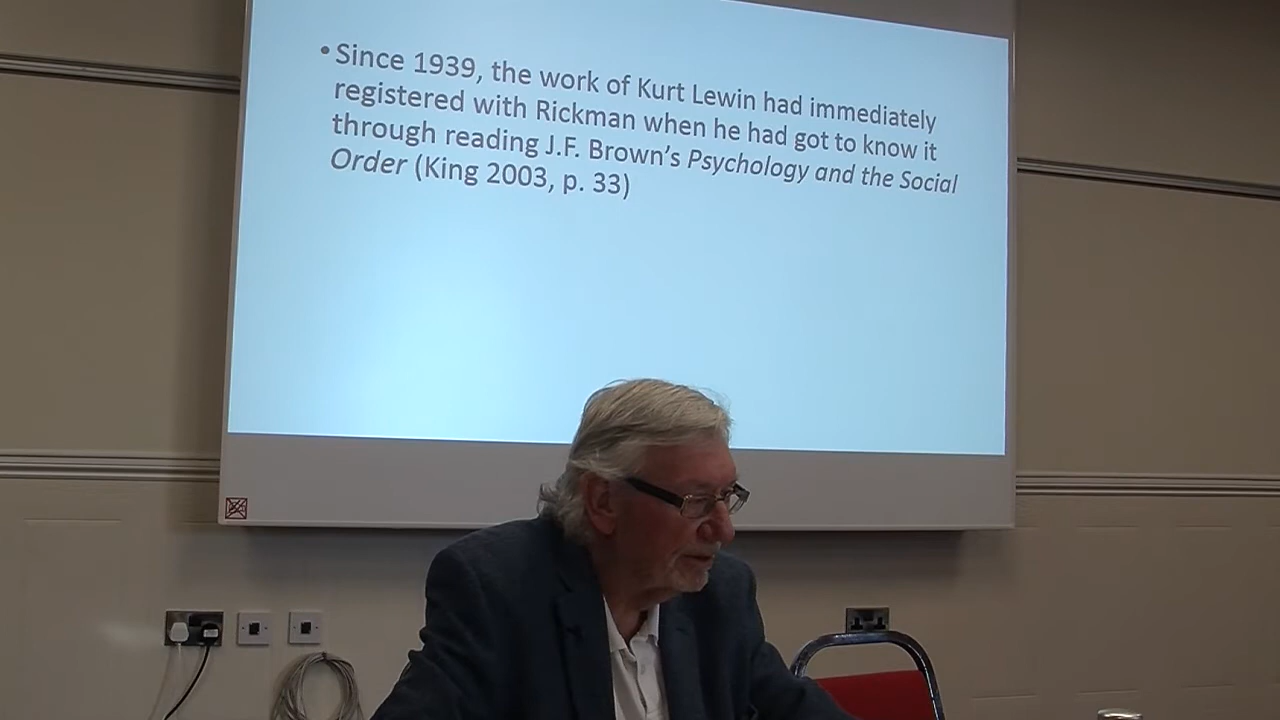 • Since 1939, the work of Kurt Lewin had immediately
registered with Rickman when he had got to know it
through reading J.F. Brown’s Psychology and the Social
Order (King 2003, p. 33)